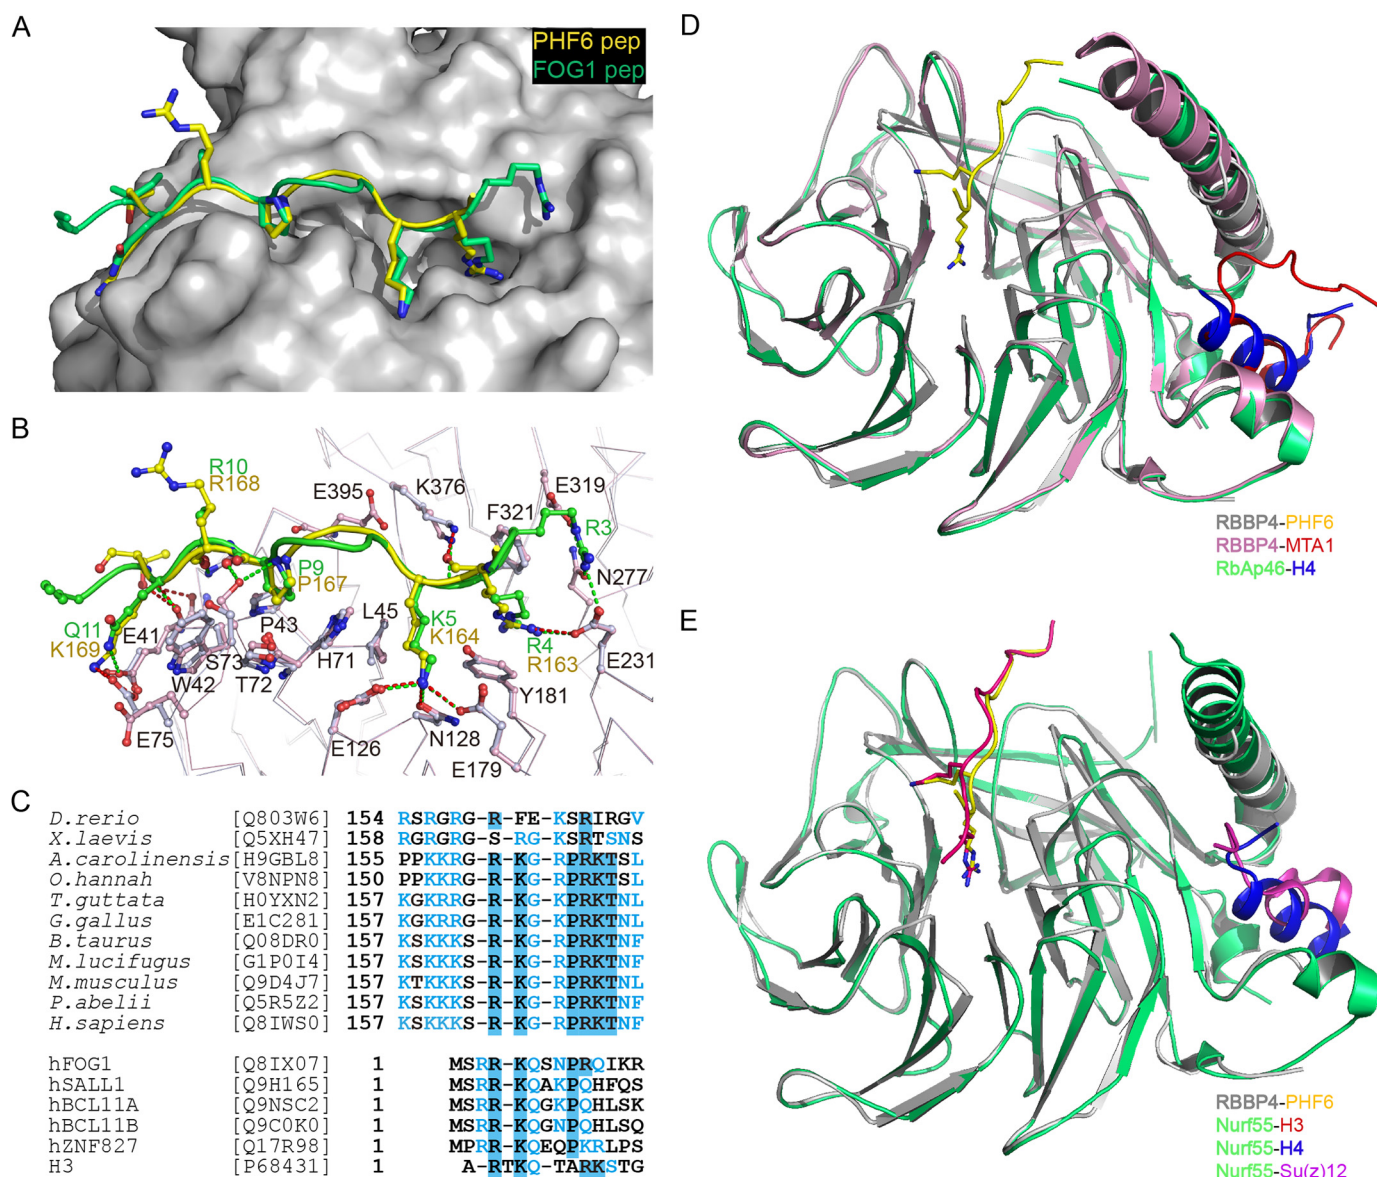 A
PHF6 pep
FOG1 pep
B
R10
R168
E395
K376
E319
F321
R3
P9
P167
N277
Q11
K169
E41
P43
L45
K5
K164
R4
R163
S73
H71
E231
W42
T72
Y181
E75
E126
N128
E179
C
D.rerio [Q803W6] 154 RSRGRG-R-FE-KSRIRGV
X.laevis [Q5XH47] 158 RGRGRG-S-RG-KSRTSNS
A.carolinensis[H9GBL8] 155 PPKKRG-R-KG-RPRKTSL
O.hannah [V8NPN8] 150 PPKKRG-R-KG-RPRKTSL
T.guttata [H0YXN2] 157 KGKRRG-R-KG-RPRKTNL
G.gallus [E1C281] 157 KGKRRG-R-KG-RPRKTNL
B.taurus [Q08DR0] 157 KSKKKS-R-KG-RPRKTNF
M.lucifugus [G1P0I4] 157 KSKKKS-R-KG-RPRKTNF
M.musculus [Q9D4J7] 157 KTKKKS-R-KG-RPRKTNL
P.abelii [Q5R5Z2] 157 KSKKKS-R-KG-RPRKTNF
H.sapiens [Q8IWS0] 157 KSKKKS-R-KG-RPRKTNF
hFOG1 [Q8IX07] 1 MSRR-KQSNPRQIKR
hSALL1 [Q9H165] 1 MSRR-KQAKPQHFQS
hBCL11A [Q9NSC2] 1 MSRR-KQGKPQHLSK
hBCL11B [Q9C0K0] 1 MSRR-KQGNPQHLSQ
hZNF827 [Q17R98] 1 MPRR-KQEQPKRLPS
H3 [P68431] 1 A-RTKQ-TARKSTG
D
RBBP4-PHF6
RBBP4-MTA1
RbAp46-H4
E
RBBP4-PHF6
Nurf55-H3
Nurf55-H4
Nurf55-Su(z)12